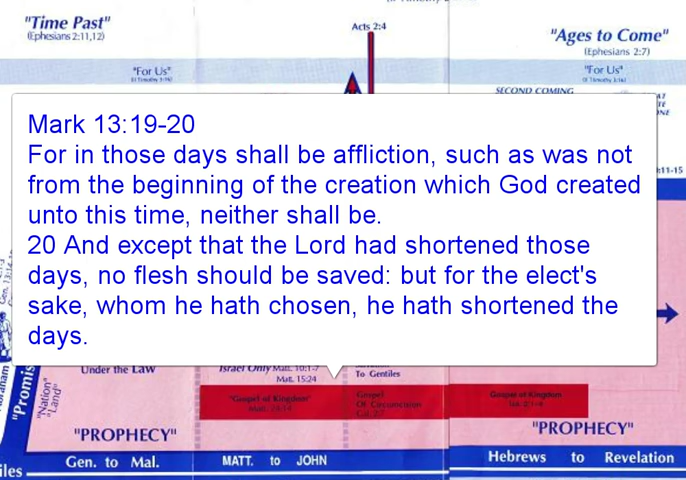 "Time Past"
(Ephesians 2:11,12)
Acts 2:4
"Ages to Come"
(Ephesians 2:7)
"For Us"
"For Us"
SECOND COMING
Mark 13:19-20
For in those days shall be affliction, such as was not
from the beginning of the creation which God created
unto this time, neither shall be.
20 And except that the Lord had shortened those
days, no flesh should be saved: but for the elect's
sake, whom he hath chosen, he hath shortened the
days.
Under the Law
Israel Only Matt. 10:1-7
Matt. 15:24
To Gentiles
"Nation"
"Land"
"Gospel of Kingdom"
Gospel
Of Circumcision
Gospel of Kingdom
"PROPHECY"
"PROPHECY"
Gen. to Mal.
MATT. to JOHN
Hebrews to Revelation